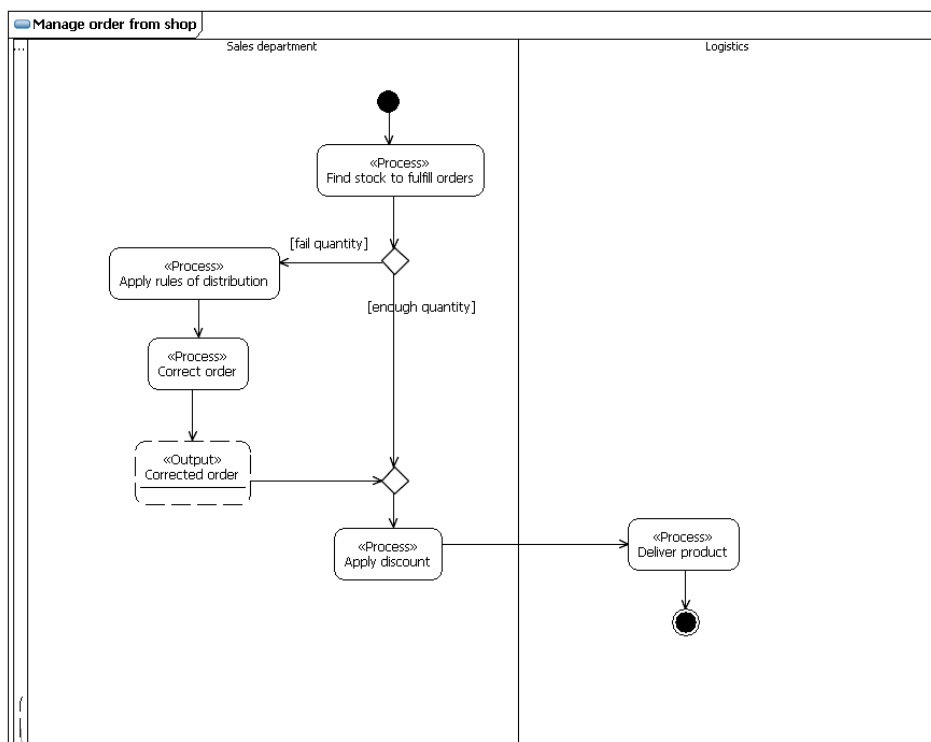 Manage order from shop
...
Sales department
Logistics
«Process»
Find stock to fulfill orders
[fail quantity]
«Process»
Apply rules of distribution
[enough quantity]
«Process»
Correct order
«Output»
Corrected order
«Process»
Apply discount
«Process»
Deliver product